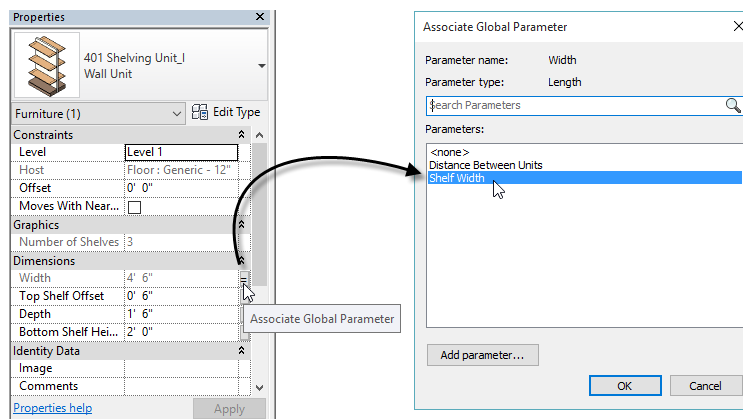 Properties
401 Shelving Unit_I
Wall Unit
Furniture (1)
Edit Type
Constraints
Level Level 1
Host Floor : Generic - 12"
Offset 0' 0"
Moves With Near...
Graphics
Number of Shelves 3
Dimensions
Width 4' 6"
Top Shelf Offset 0' 6"
Depth 1' 6"
Bottom Shelf Hei... 2' 0"
Identity Data
Image
Comments
Properties help Apply
Associate Global Parameter
Associate Global Parameter
Parameter name: Width
Parameter type: Length
Search Parameters
Parameters:
<none>
Distance Between Units
Shelf Width
Add parameter...
OK Cancel